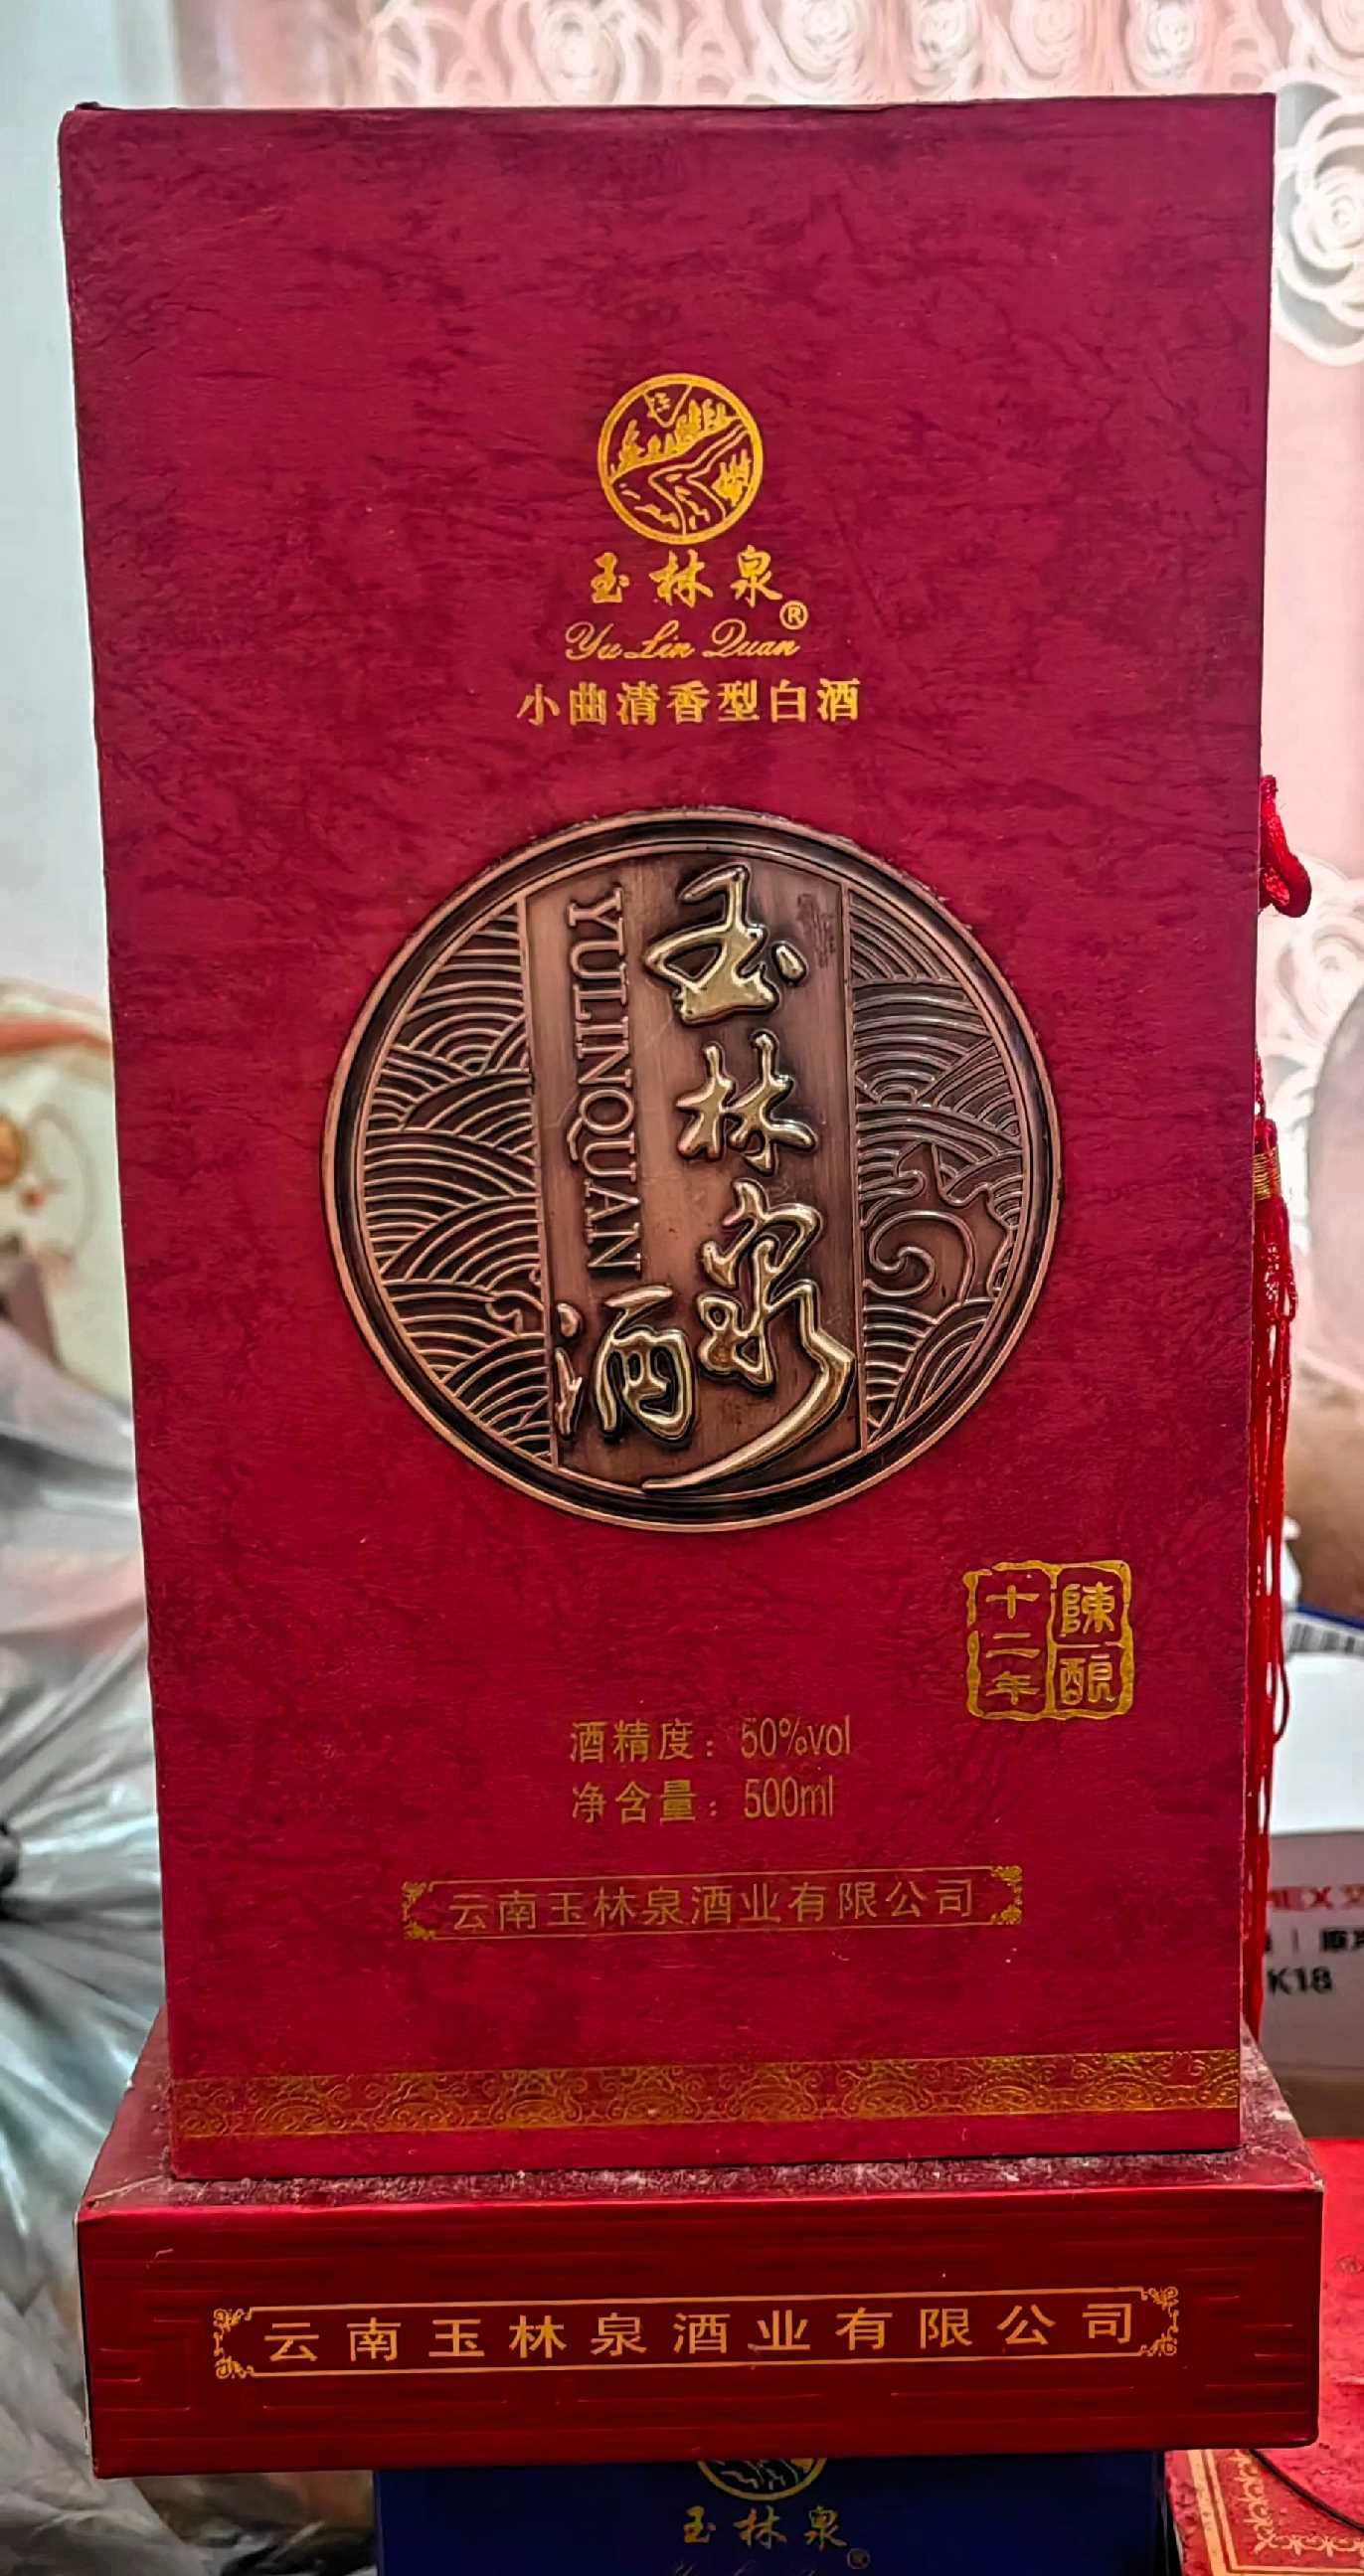 玉林泉
®
Yu Lin Quan
小曲清香型白酒
玉林泉酒
YULINQUAN
陳酿
十二年
酒精度：50%vol
净含量：500ml
云南玉林泉酒业有限公司
云南玉林泉酒业有限公司
K18
玉林泉
®